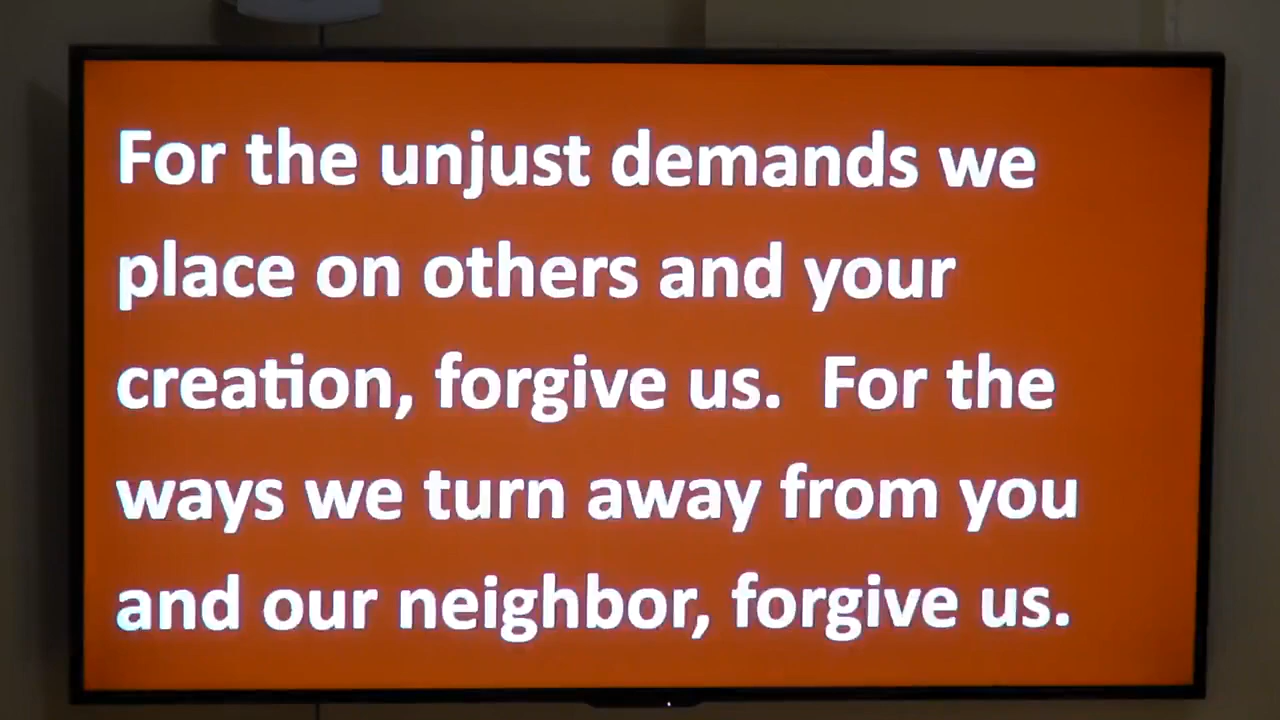 For the unjust demands we
place on others and your
creation, forgive us.  For the
ways we turn away from you
and our neighbor, forgive us.